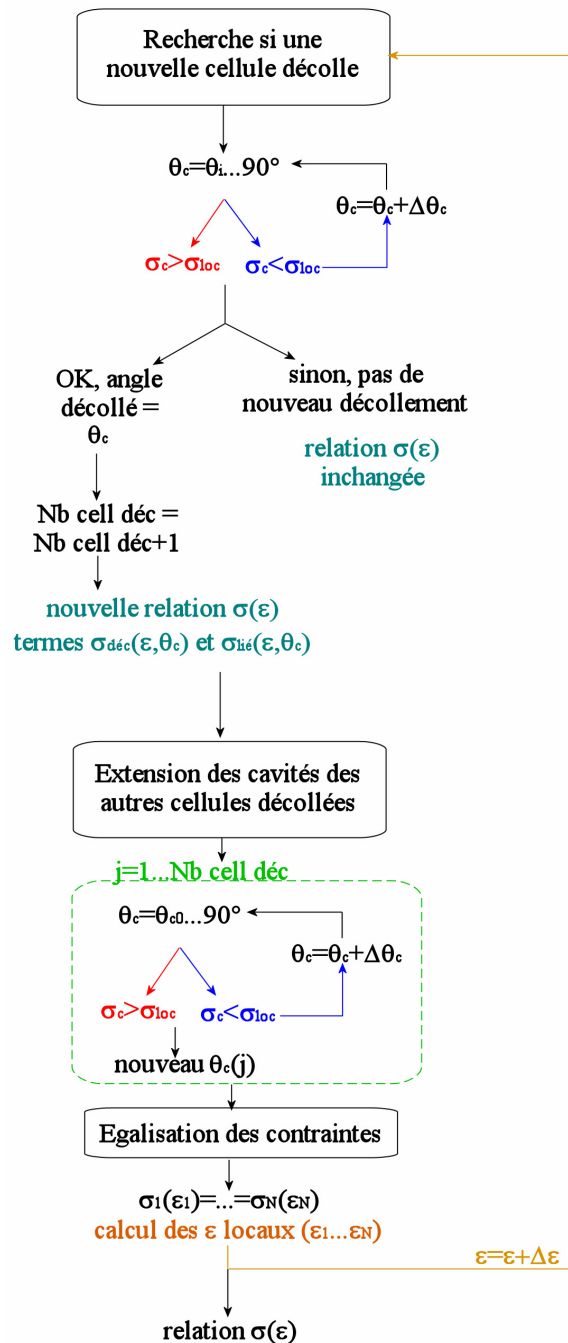 Recherche si une
nouvelle cellule décolle
θc=θi...90°
θc=θc+Δθc
σc>σloc
σc<σloc
OK, angle
décollé =
θc
sinon, pas de
nouveau décollement
relation σ(ε)
inchangée
Nb cell déc =
Nb cell déc+1
nouvelle relation σ(ε)
termes σdéc(ε,θc) et σlié(ε,θc)
Extension des cavités des
autres cellules décollées
j=1...Nb cell déc
θc=θc0...90°
θc=θc+Δθc
σc>σloc
σc<σloc
nouveau θc(j)
Egalisation des contraintes
σ1(ε1)=...=σN(εN)
calcul des ε locaux (ε1...εN)
ε=ε+Δε
relation σ(ε)